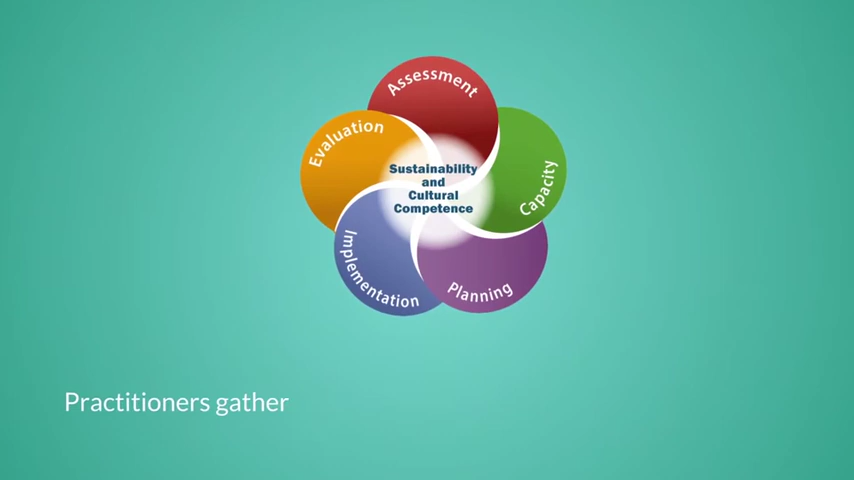 Assessment
Evaluation
Capacity
Sustainability
and
Cultural
Competence
Implementation
Planning
Practitioners gather